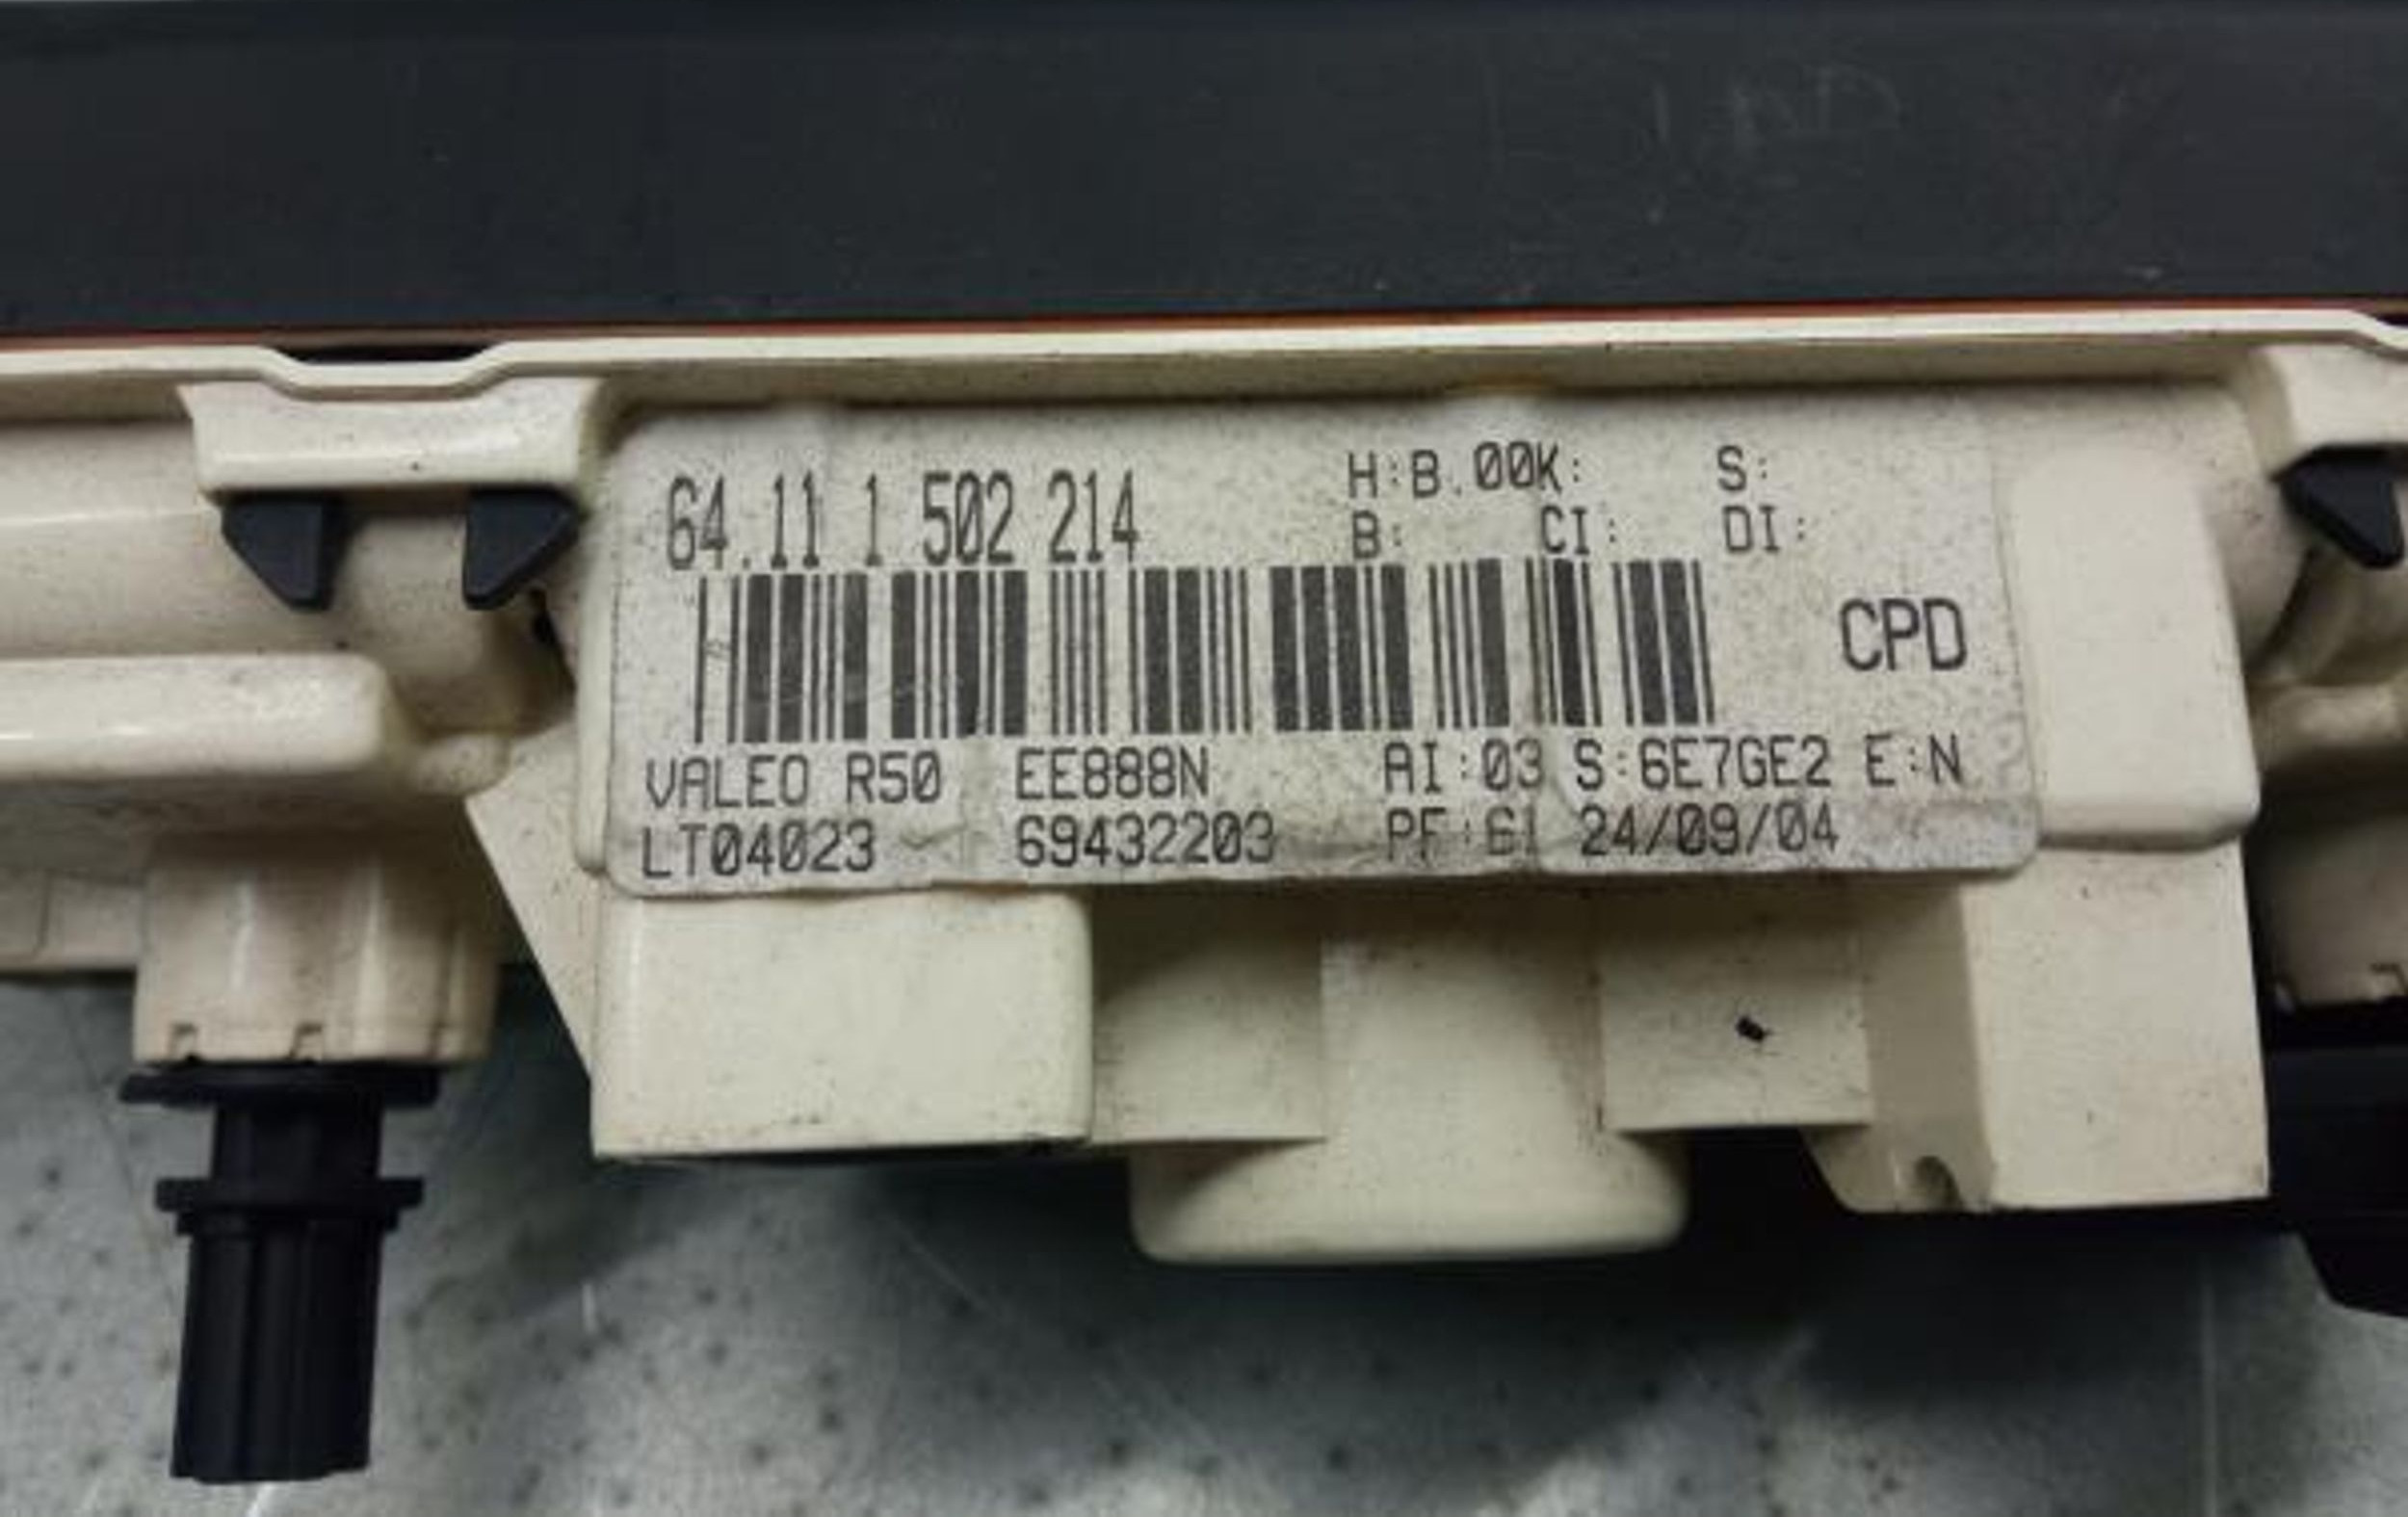 64.11 1 502 214
H:B.00K: S:
B: CI: DI:
CPD
VALEO R50 EE888N AI:03 S:6E7GE2 E:N
LT04023 69432203 PF:61 24/09/04